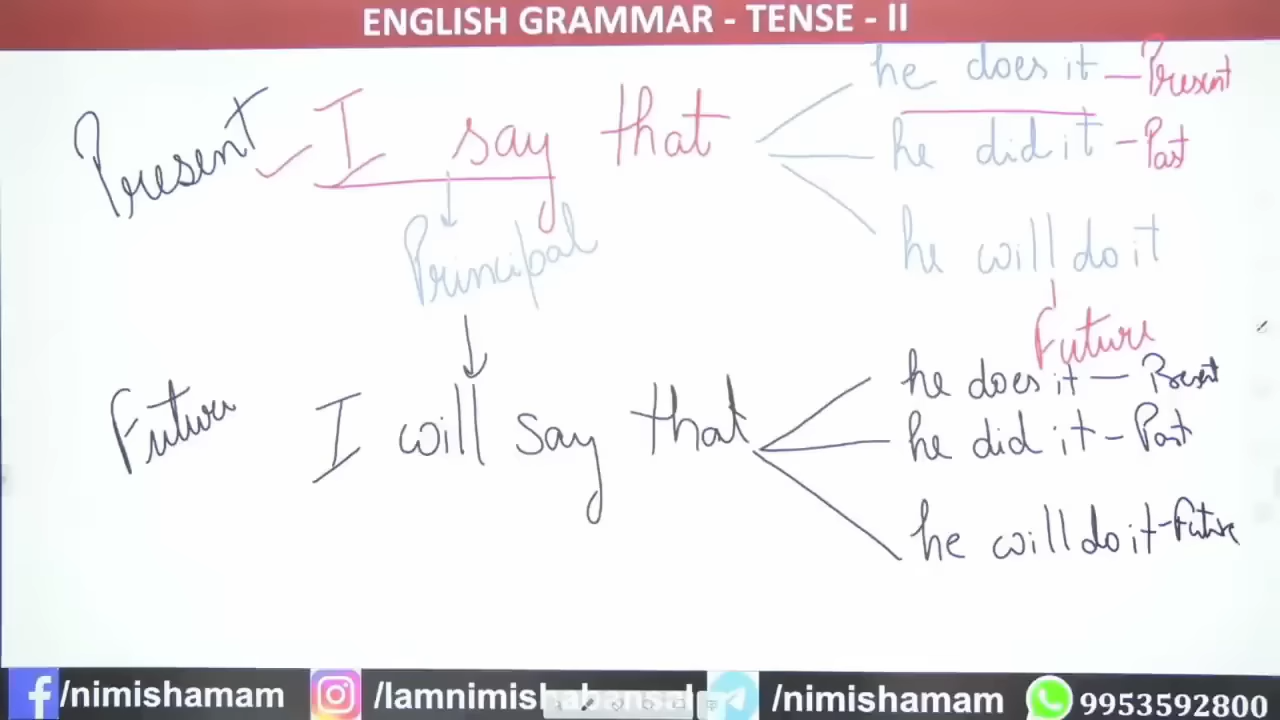 ENGLISH GRAMMAR - TENSE - II
he does it — Present
Present I say that
he did it - Past
Principal
he will do it
Future
he does it — Present
Future I will say that
he did it - Past
he will do it - Future
/nimishamam
/Iamnimishabansal
/nimishamam
9953592800